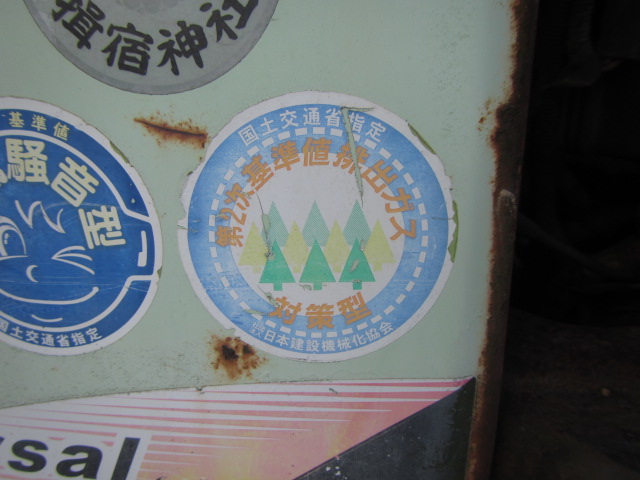 揖宿神社
基準値
騒音型
国土交通省指定
国土交通省指定
第2次基準値排出ガス
対策型
日本建設機械化協会
sal